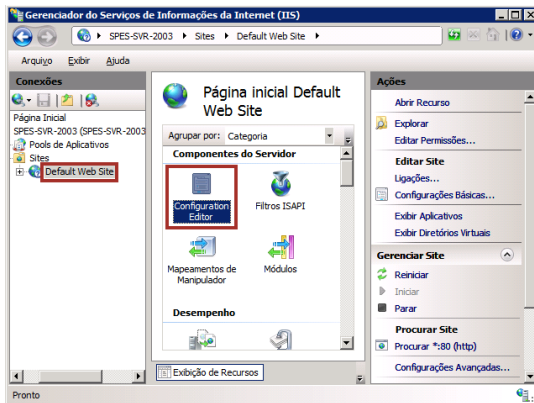 Gerenciador do Serviços de Informações da Internet (IIS)
SPES-SVR-2003 Sites Default Web Site
Arquivo Exibir Ajuda
Conexões
Página Inicial
SPES-SVR-2003 (SPES-SVR-2003
Pools de Aplicativos
Sites
Default Web Site
Página inicial Default
Web Site
Agrupar por: Categoria
Componentes do Servidor
Configuration
Editor
Filtros ISAPI
Mapeamentos de
Manipulador
Módulos
Desempenho
Exibição de Recursos
Ações
Abrir Recurso
Explorar
Editar Permissões...
Editar Site
Ligações...
Configurações Básicas...
Exibir Aplicativos
Exibir Diretórios Virtuais
Gerenciar Site
Reiniciar
Iniciar
Parar
Procurar Site
Procurar *:80 (http)
Configurações Avançadas...
Pronto